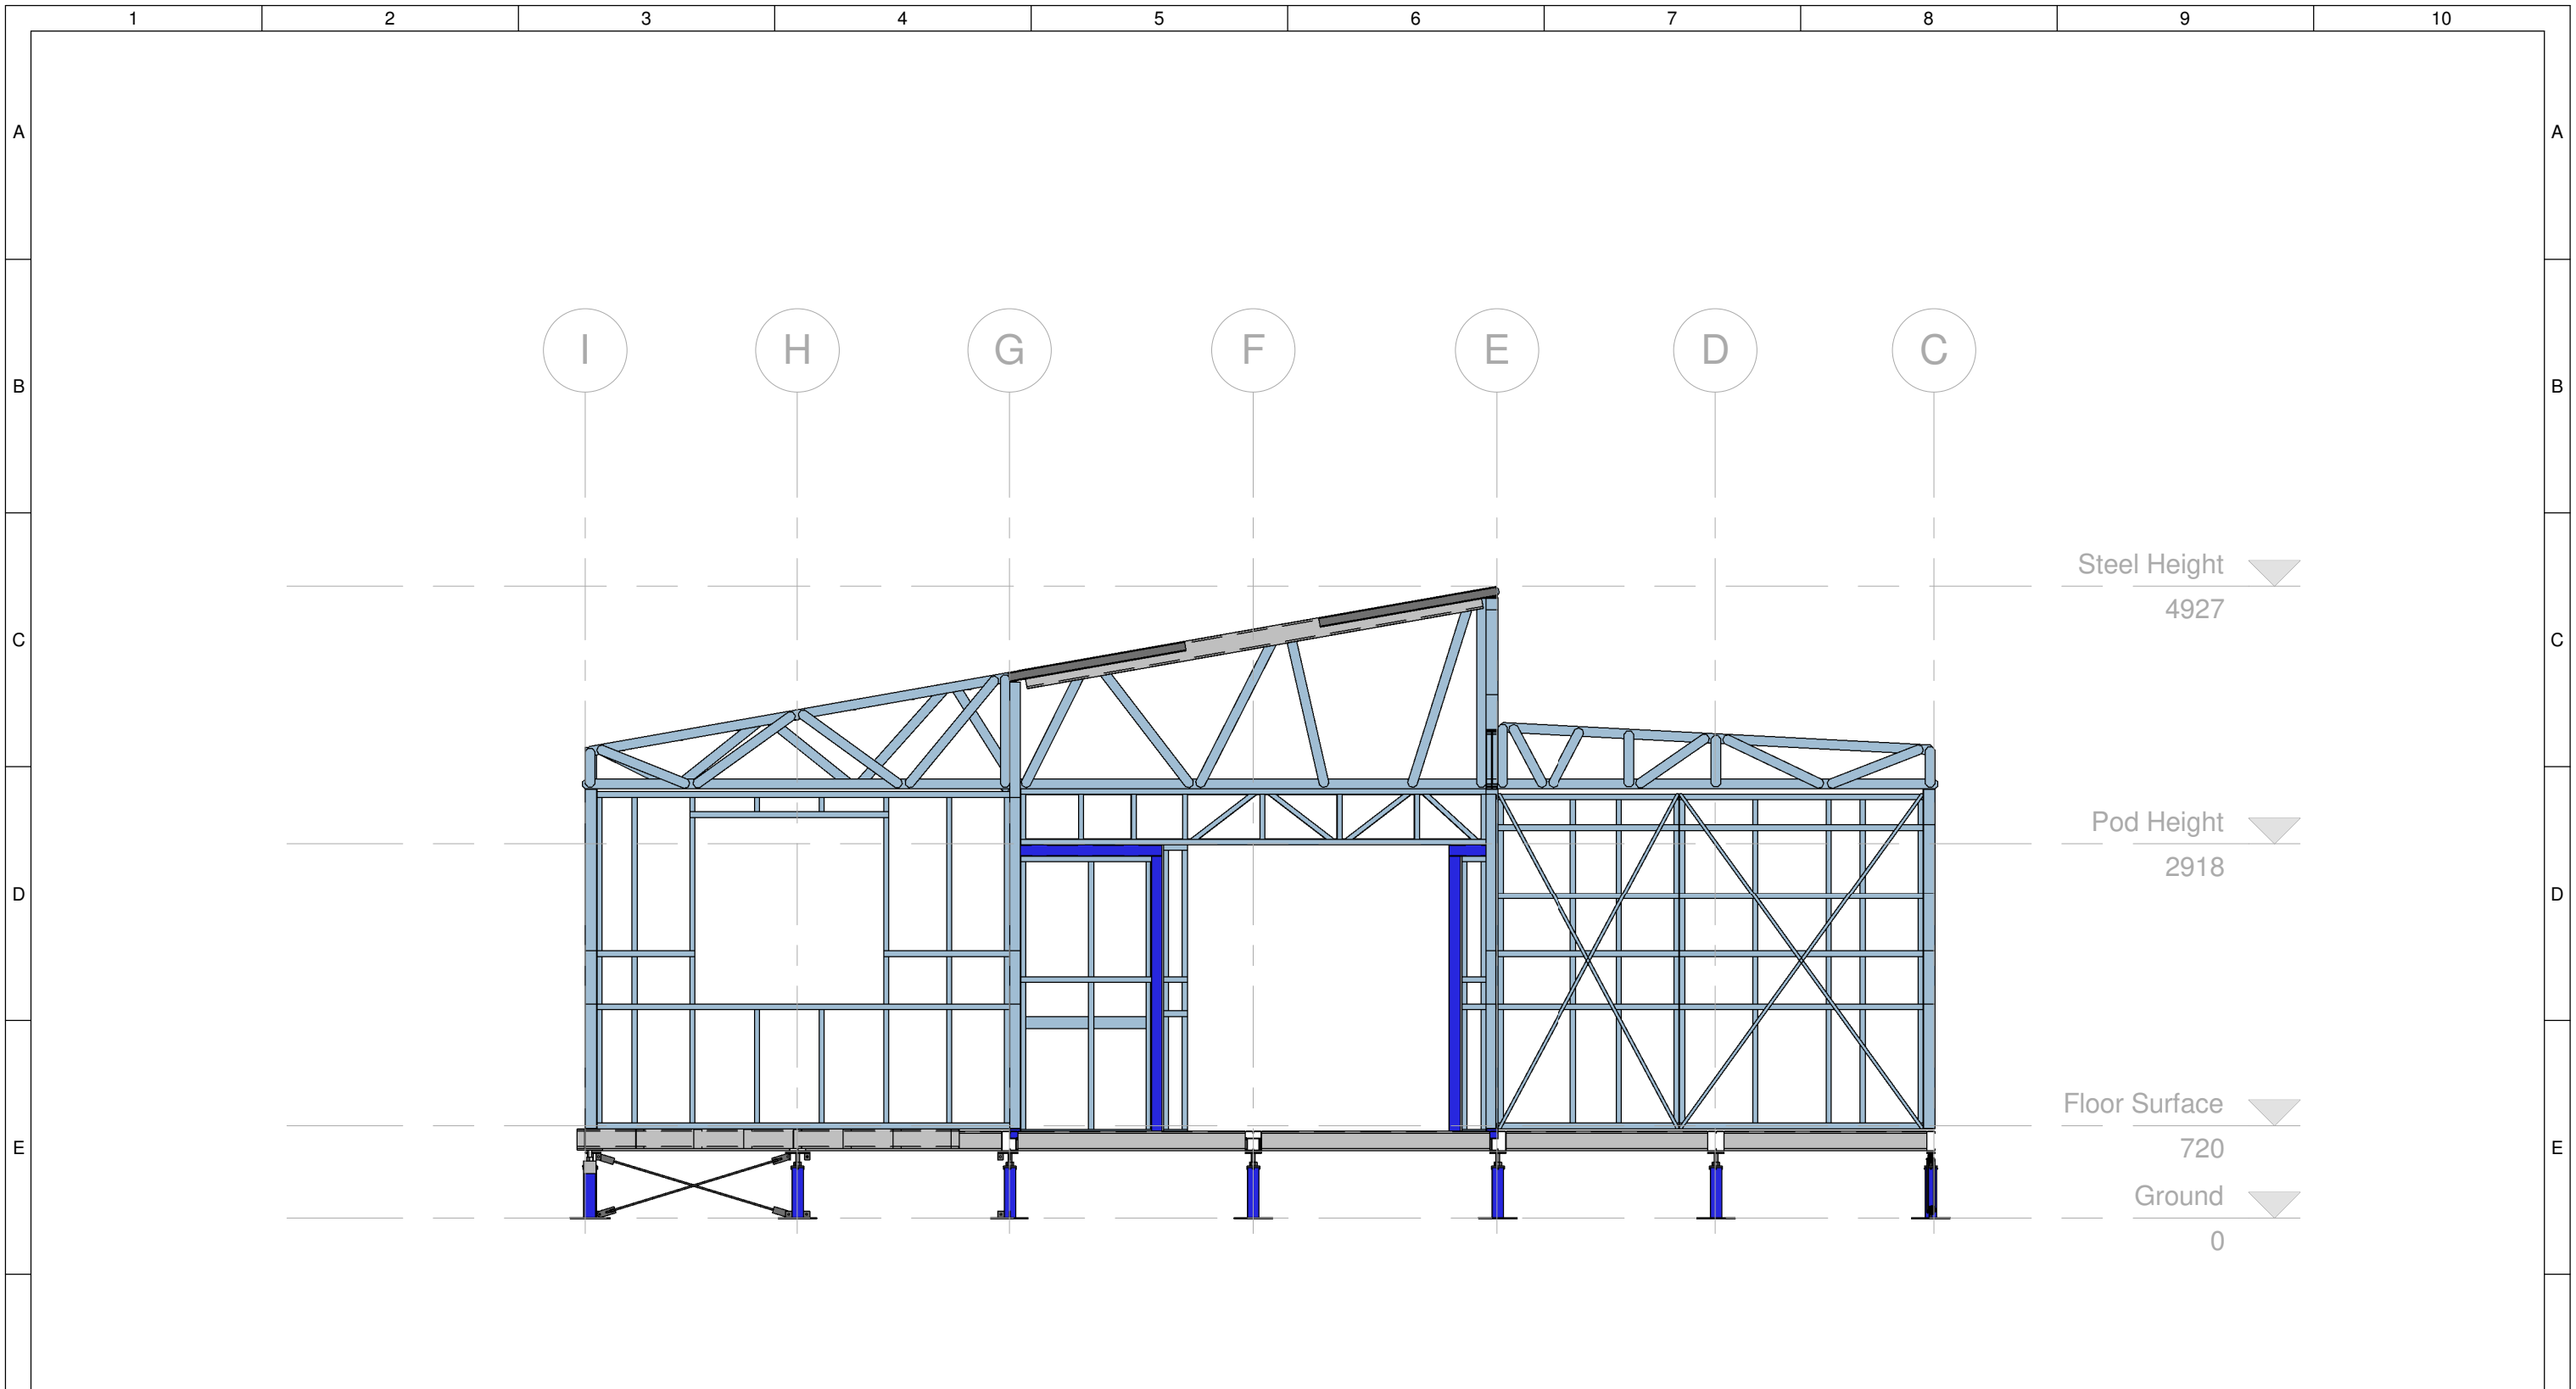 1 2 3 4 5 6 7 8 9 10
A A
B B
I H G F E D C
C C
Steel Height
4927
Pod Height
2918
D D
Floor Surface
720
E E
Ground
0